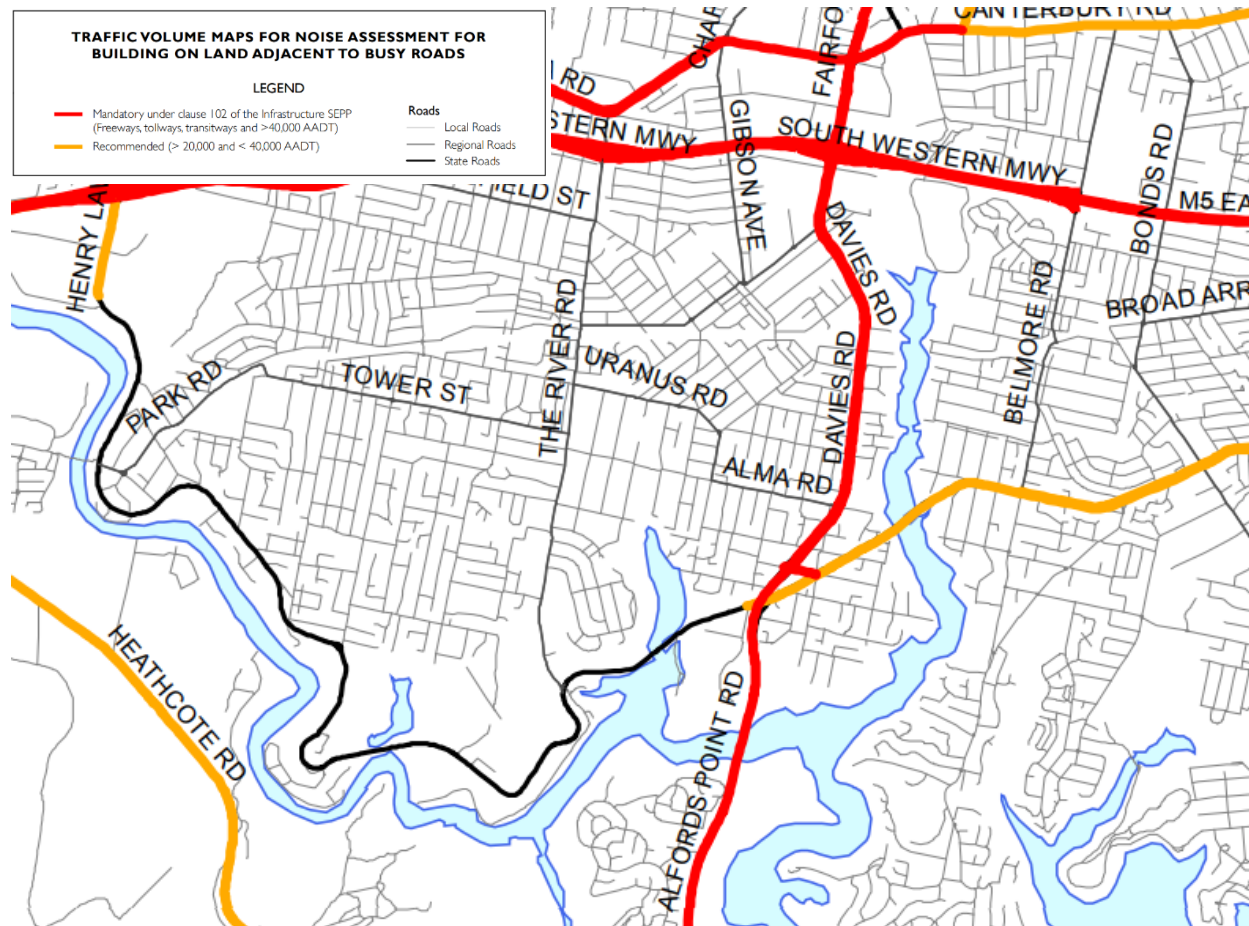 TRAFFIC VOLUME MAPS FOR NOISE ASSESSMENT FOR
BUILDING ON LAND ADJACENT TO BUSY ROADS
LEGEND
Mandatory under clause 102 of the Infrastructure SEPP
(Freeways, tollways, transitways and >40,000 AADT)
Recommended (> 20,000 and < 40,000 AADT)
Roads
Local Roads
Regional Roads
State Roads
CANTERBURY RD
CHAP
FAIRFO
RD
STERN MWY
SOUTH WESTERN MWY
GIBSON AVE
BONDS RD
M5 EA
FIELD ST
HENRY LA
DAVIES RD
BELMORE RD
BROAD ARR
THE RIVER RD
URANUS RD
DAVIES RD
PARK RD
TOWER ST
ALMA RD
HEATHCOTE RD
ALFORDS POINT RD